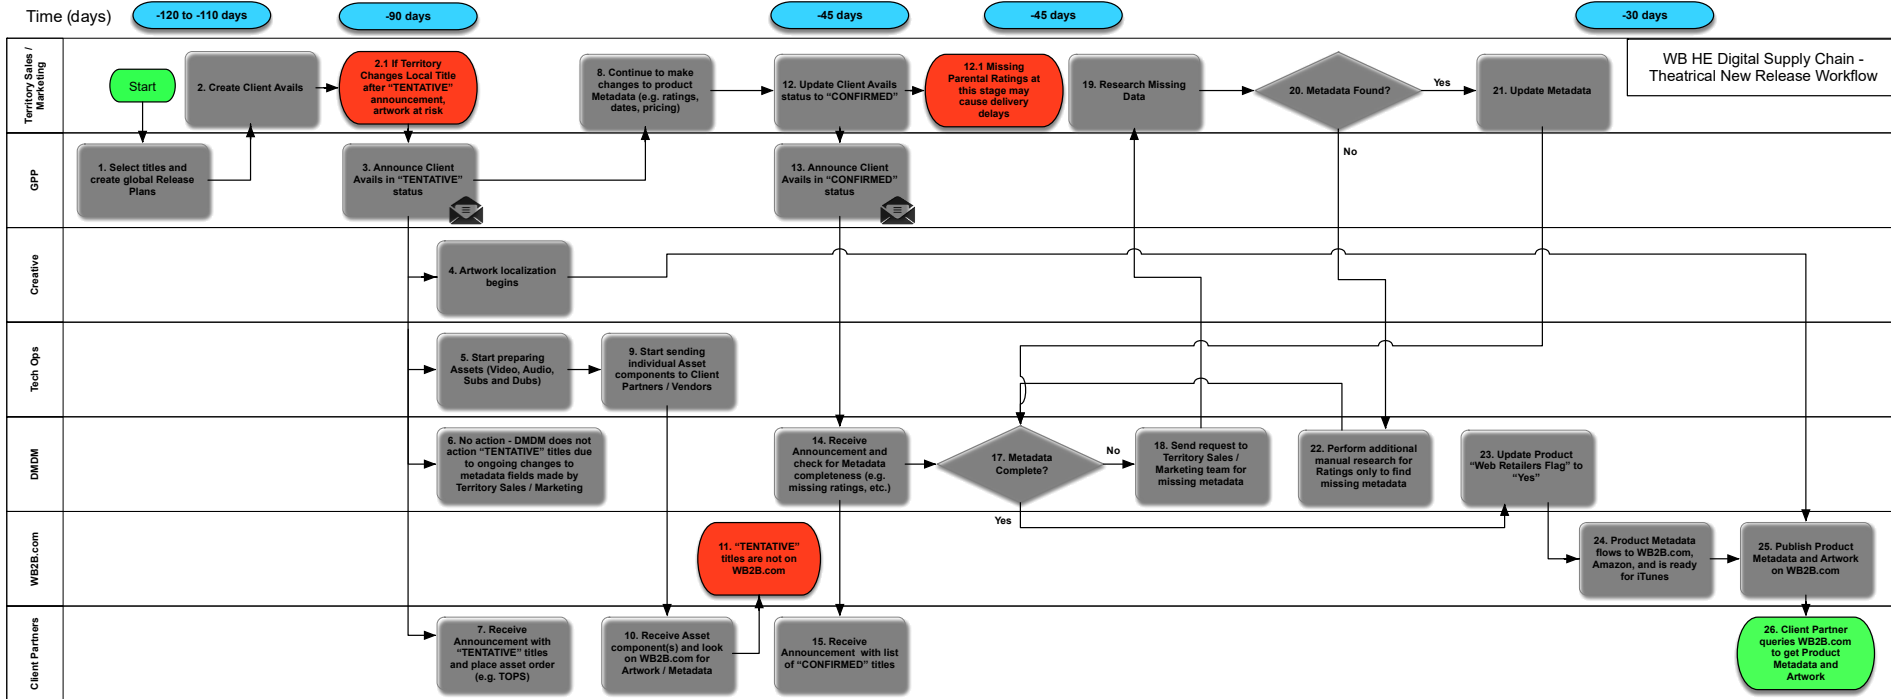 Time (days)
-120 to -110 days
-90 days
-45 days
-45 days
-30 days
WB HE Digital Supply Chain -
Theatrical New Release Workflow
Territory Sales /
Marketing
Start
2. Create Client Avails
2.1 If Territory
Changes Local Title
after “TENTATIVE”
announcement,
artwork at risk
8. Continue to make
changes to product
Metadata (e.g. ratings,
dates, pricing)
12. Update Client Avails
status to “CONFIRMED”
12.1 Missing
Parental Ratings at
this stage may
cause delivery
delays
19. Research Missing
Data
20. Metadata Found?
Yes
No
21. Update Metadata
GPP
1. Select titles and
create global Release
Plans
3. Announce Client
Avails in “TENTATIVE”
status
13. Announce Client
Avails in “CONFIRMED”
status
Creative
4. Artwork localization
begins
Tech Ops
5. Start preparing
Assets (Video, Audio,
Subs and Dubs)
9. Start sending
individual Asset
components to Client
Partners / Vendors
DMDM
6. No action - DMDM does not
action “TENTATIVE” titles due
to ongoing changes to
metadata fields made by
Territory Sales / Marketing
14. Receive
Announcement and
check for Metadata
completeness (e.g.
missing ratings, etc.)
17. Metadata
Complete?
No
Yes
18. Send request to
Territory Sales /
Marketing team for
missing metadata
22. Perform additional
manual research for
Ratings only to find
missing metadata
23. Update Product
“Web Retailers Flag” to
“Yes”
WB2B.com
11. “TENTATIVE”
titles are not on
WB2B.com
24. Product Metadata
flows to WB2B.com,
Amazon, and is ready
for iTunes
25. Publish Product
Metadata and Artwork
on WB2B.com
Client Partners
7. Receive
Announcement with
“TENTATIVE” titles
and place asset order
(e.g. TOPS)
10. Receive Asset
component(s) and look
on WB2B.com for
Artwork / Metadata
15. Receive
Announcement with list
of “CONFIRMED” titles
26. Client Partner
queries WB2B.com
to get Product
Metadata and
Artwork